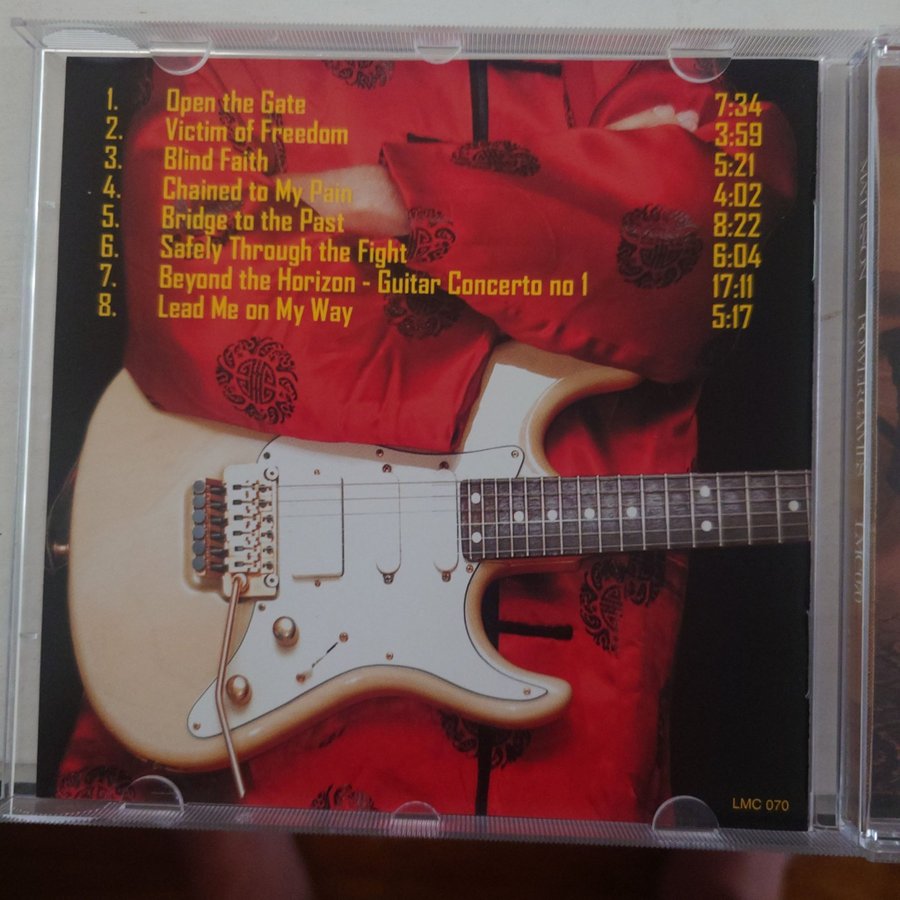 1. Open the Gate 7:34
2. Victim of Freedom 3:59
3. Blind Faith 5:21
4. Chained to My Pain 4:02
5. Bridge to the Past 8:22
6. Safely Through the Fight 6:04
7. Beyond the Horizon - Guitar Concerto no 1 17:11
8. Lead Me on My Way 5:17
LMC 070